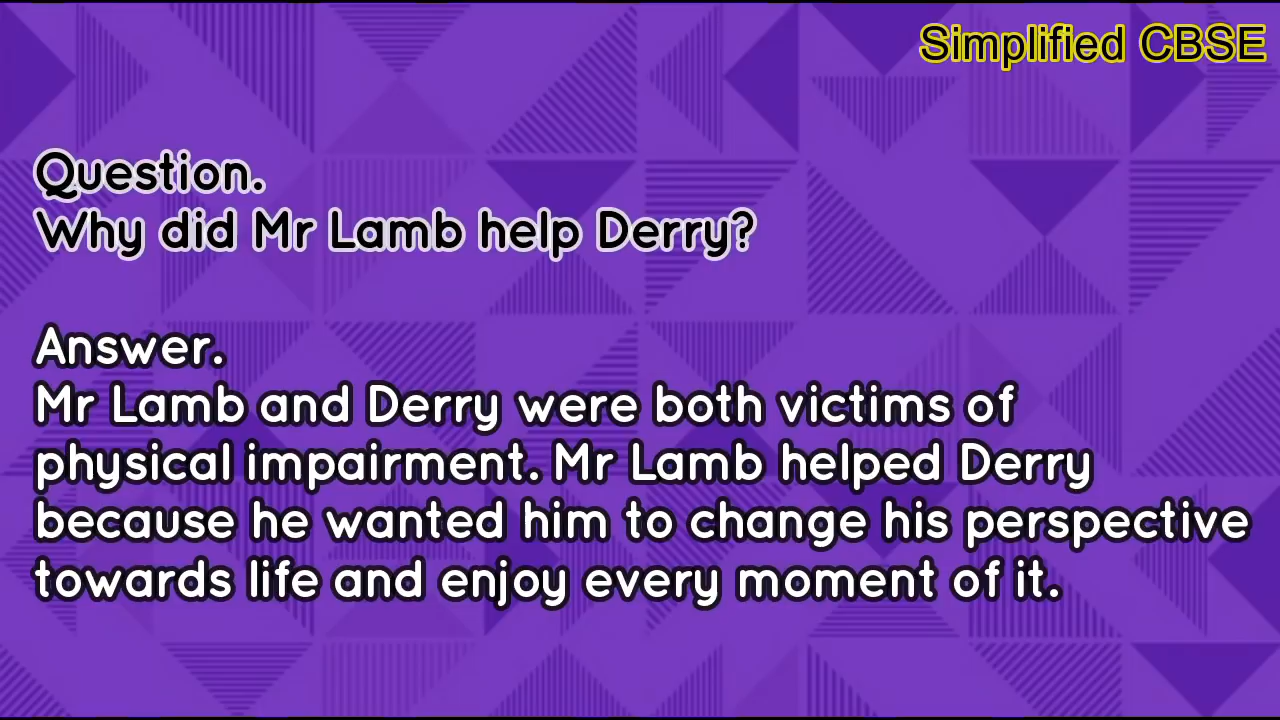 Simplified CBSE
Question.
Why did Mr Lamb help Derry?
Answer.
Mr Lamb and Derry were both victims of
physical impairment. Mr Lamb helped Derry
because he wanted him to change his perspective
towards life and enjoy every moment of it.